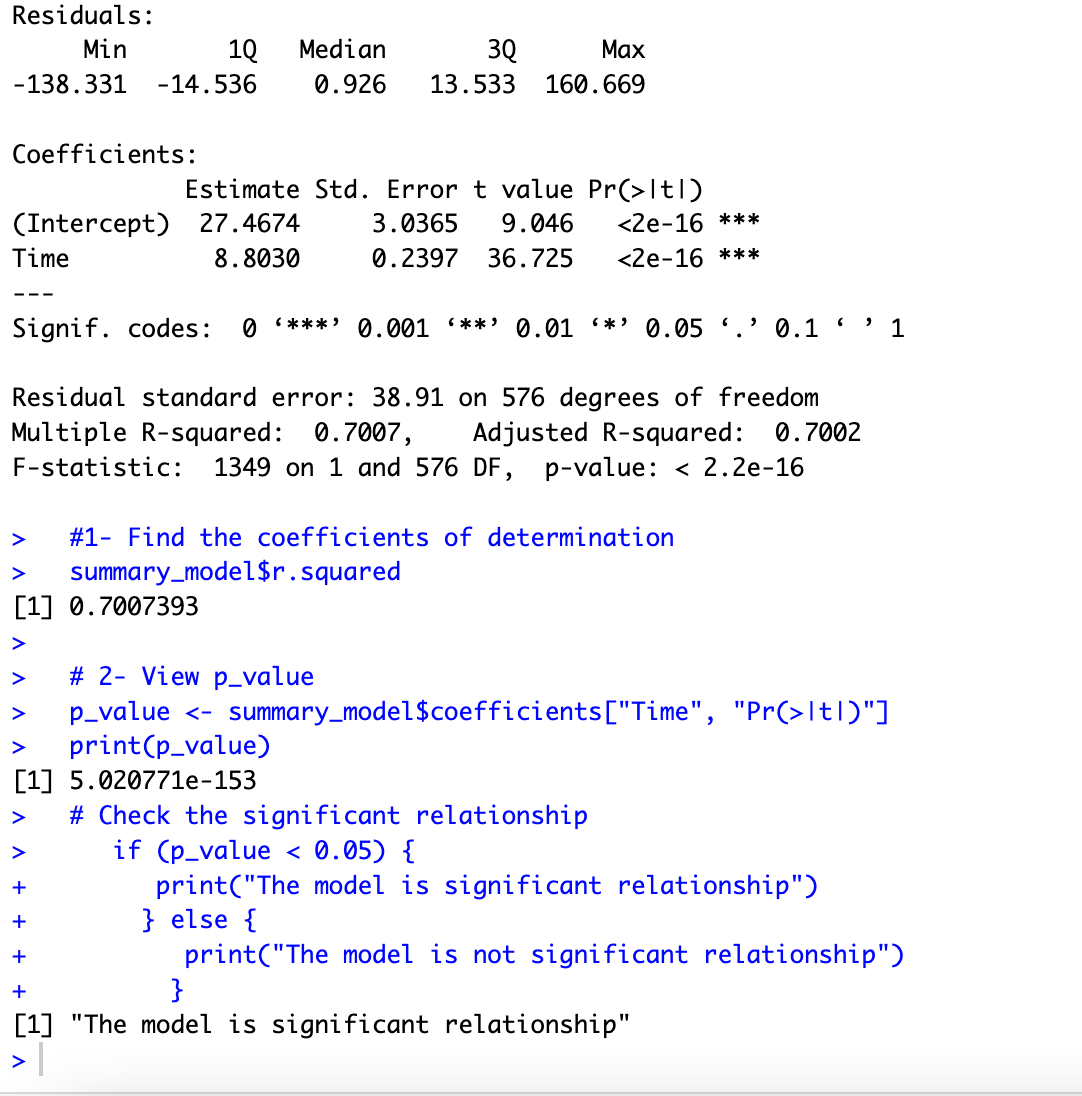 Residuals:
     Min       1Q   Median       3Q      Max
-138.331  -14.536    0.926   13.533  160.669

Coefficients:
            Estimate Std. Error t value Pr(>|t|)
(Intercept)  27.4674     3.0365   9.046   <2e-16 ***
Time          8.8030     0.2397  36.725   <2e-16 ***
---
Signif. codes:  0 ‘***’ 0.001 ‘**’ 0.01 ‘*’ 0.05 ‘.’ 0.1 ‘ ’ 1

Residual standard error: 38.91 on 576 degrees of freedom
Multiple R-squared:  0.7007,    Adjusted R-squared:  0.7002
F-statistic:  1349 on 1 and 576 DF,  p-value: < 2.2e-16

>   #1- Find the coefficients of determination
>   summary_model$r.squared
[1] 0.7007393
>
>   # 2- View p_value
>   p_value <- summary_model$coefficients["Time", "Pr(>|t|)"]
>   print(p_value)
[1] 5.020771e-153
>   # Check the significant relationship
>      if (p_value < 0.05) {
+         print("The model is significant relationship")
+        } else {
+           print("The model is not significant relationship")
+          }
[1] "The model is significant relationship"
>